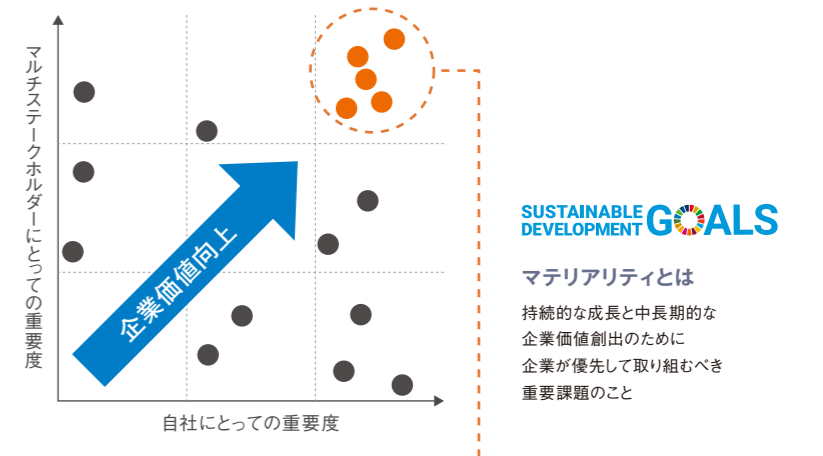 マルチステークホルダーにとっての重要度
企業価値向上
自社にとっての重要度
SUSTAINABLE
DEVELOPMENT
GOALS
マテリアリティとは
持続的な成長と中長期的な
企業価値創出のために
企業が優先して取り組むべき
重要課題のこと